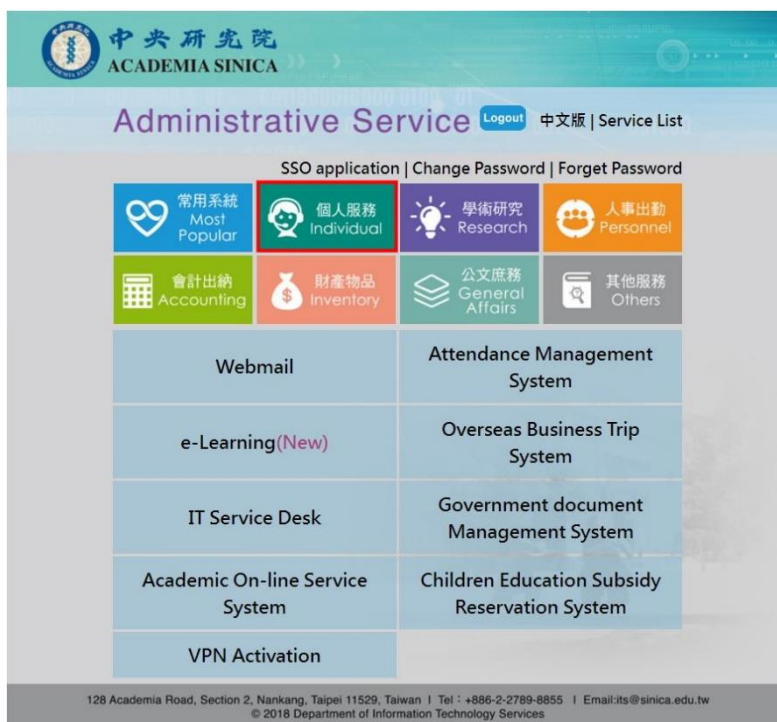 中央研究院
ACADEMIA SINICA
Administrative Service Logout 中文版 | Service List
SSO application | Change Password | Forget Password
常用系統
Most
Popular
個人服務
Individual
學術研究
Research
人事出勤
Personnel
會計出納
Accounting
財產物品
Inventory
公文庶務
General
Affairs
其他服務
Others
Webmail
Attendance Management
System
e-Learning(New)
Overseas Business Trip
System
IT Service Desk
Government document
Management System
Academic On-line Service
System
Children Education Subsidy
Reservation System
VPN Activation
128 Academia Road, Section 2, Nankang, Taipei 11529, Taiwan | Tel：+886-2-2789-8855 | Email:its@sinica.edu.tw
© 2018 Department of Information Technology Services